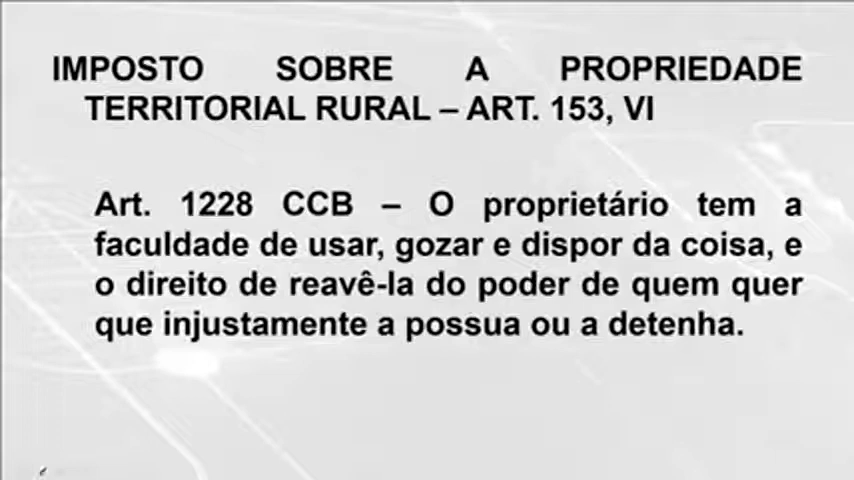 IMPOSTO SOBRE A PROPRIEDADE
TERRITORIAL RURAL – ART. 153, VI
Art. 1228 CCB – O proprietário tem a
faculdade de usar, gozar e dispor da coisa, e
o direito de reavê-la do poder de quem quer
que injustamente a possua ou a detenha.